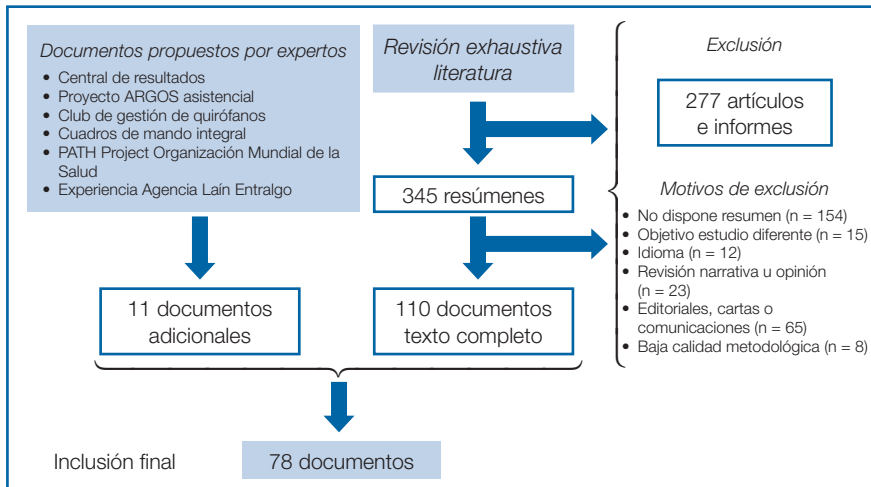 Documentos propuestos por expertos
• Central de resultados
• Proyecto ARGOS asistencial
• Club de gestión de quirófanos
• Cuadros de mando integral
• PATH Project Organización Mundial de la
Salud
• Experiencia Agencia Laín Entralgo
Revisión exhaustiva
literatura
345 resúmenes
11 documentos
adicionales
110 documentos
texto completo
Exclusión
277 artículos
e informes
Motivos de exclusión
• No dispone resumen (n = 154)
• Objetivo estudio diferente (n = 15)
• Idioma (n = 12)
• Revisión narrativa u opinión
(n = 23)
• Editoriales, cartas o
comunicaciones (n = 65)
• Baja calidad metodológica (n = 8)
Inclusión final
78 documentos